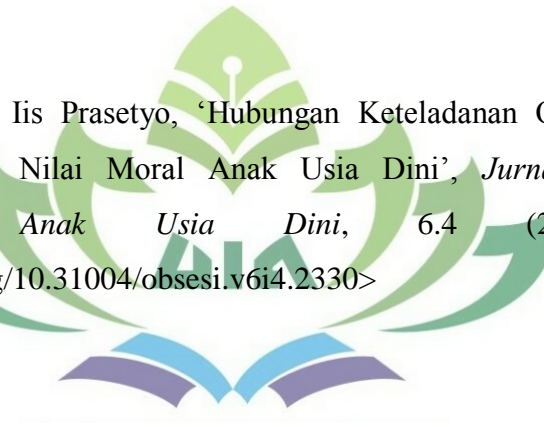 Iis Prasetyo, ‘Hubungan Keteladanan
Nilai Moral Anak Usia Dini’,
Anak Usia Dini, 6.4
/10.31004/obsesi.v6i4.2330>
UIA